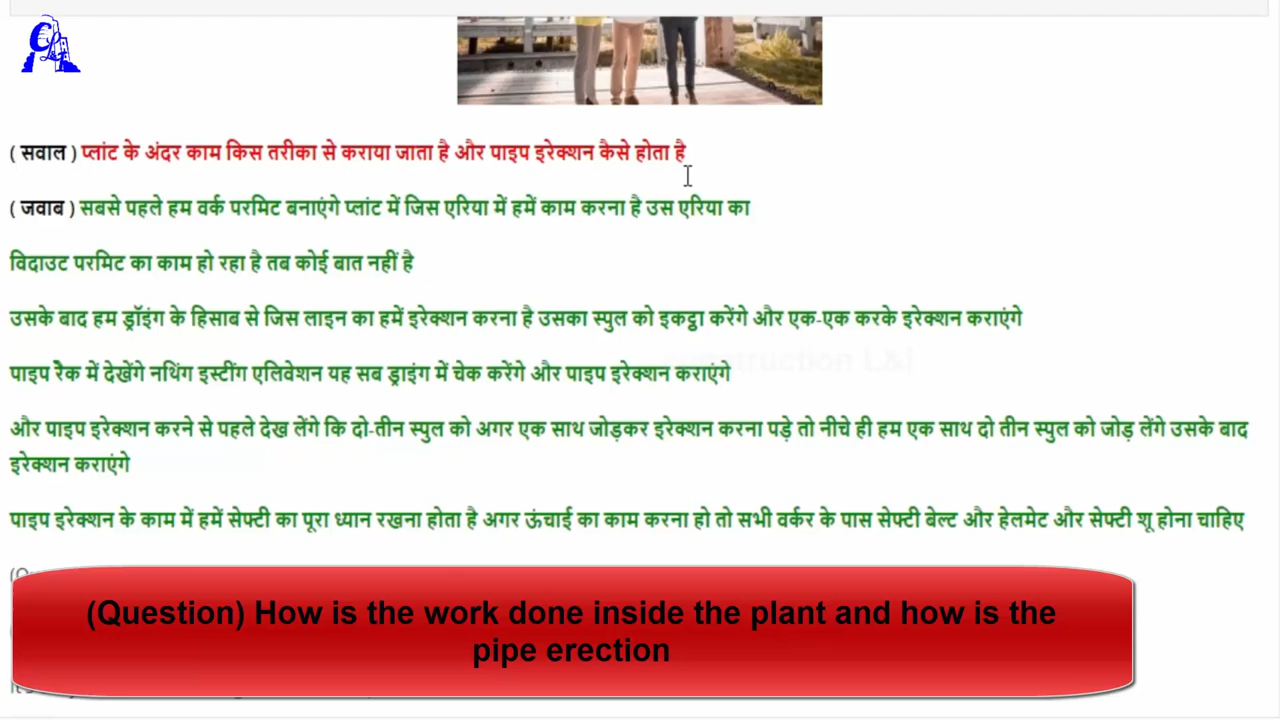 ( सवाल ) प्लांट के अंदर काम किस तरीका से कराया जाता है और पाइप इरेक्शन कैसे होता है
( जवाब ) सबसे पहले हम वर्क परमिट बनाएंगे प्लांट में जिस एरिया में हमें काम करना है उस एरिया का
विदाउट परमिट का काम हो रहा है तब कोई बात नहीं है
उसके बाद हम ड्रॉइंग के हिसाब से जिस लाइन का हमें इरेक्शन करना है उसका स्पुल को इकट्ठा करेंगे और एक-एक करके इरेक्शन कराएंगे
construction L&
पाइप रैक में देखेंगे नथिंग इस्टींग एलिवेशन यह सब ड्राइंग में चेक करेंगे और पाइप इरेक्शन कराएंगे
और पाइप इरेक्शन करने से पहले देख लेंगे कि दो-तीन स्पुल को अगर एक साथ जोड़कर इरेक्शन करना पड़े तो नीचे ही हम एक साथ दो तीन स्पुल को जोड़ लेंगे उसके बाद
इरेक्शन कराएंगे
पाइप इरेक्शन के काम में हमें सेफ्टी का पूरा ध्यान रखना होता है अगर ऊंचाई का काम करना हो तो सभी वर्कर के पास सेफ्टी बेल्ट और हेलमेट और सेफ्टी शू होना चाहिए
(Question) How is the work done inside the plant and how is the
pipe erection